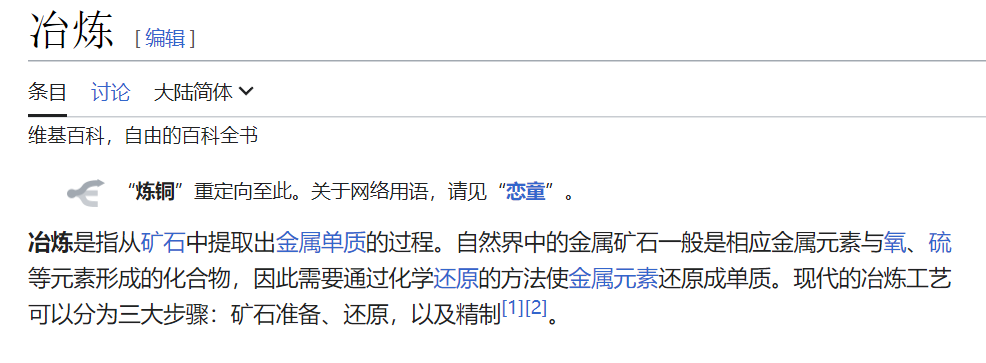 冶炼 [ 编辑 ]
条目 讨论 大陆简体
维基百科，自由的百科全书
“炼铜”重定向至此。关于网络用语，请见“恋童”。
冶炼是指从矿石中提取出金属单质的过程。自然界中的金属矿石一般是相应金属元素与氧、硫
等元素形成的化合物，因此需要通过化学还原的方法使金属元素还原成单质。现代的冶炼工艺
可以分为三大步骤：矿石准备、还原，以及精制[1][2]。